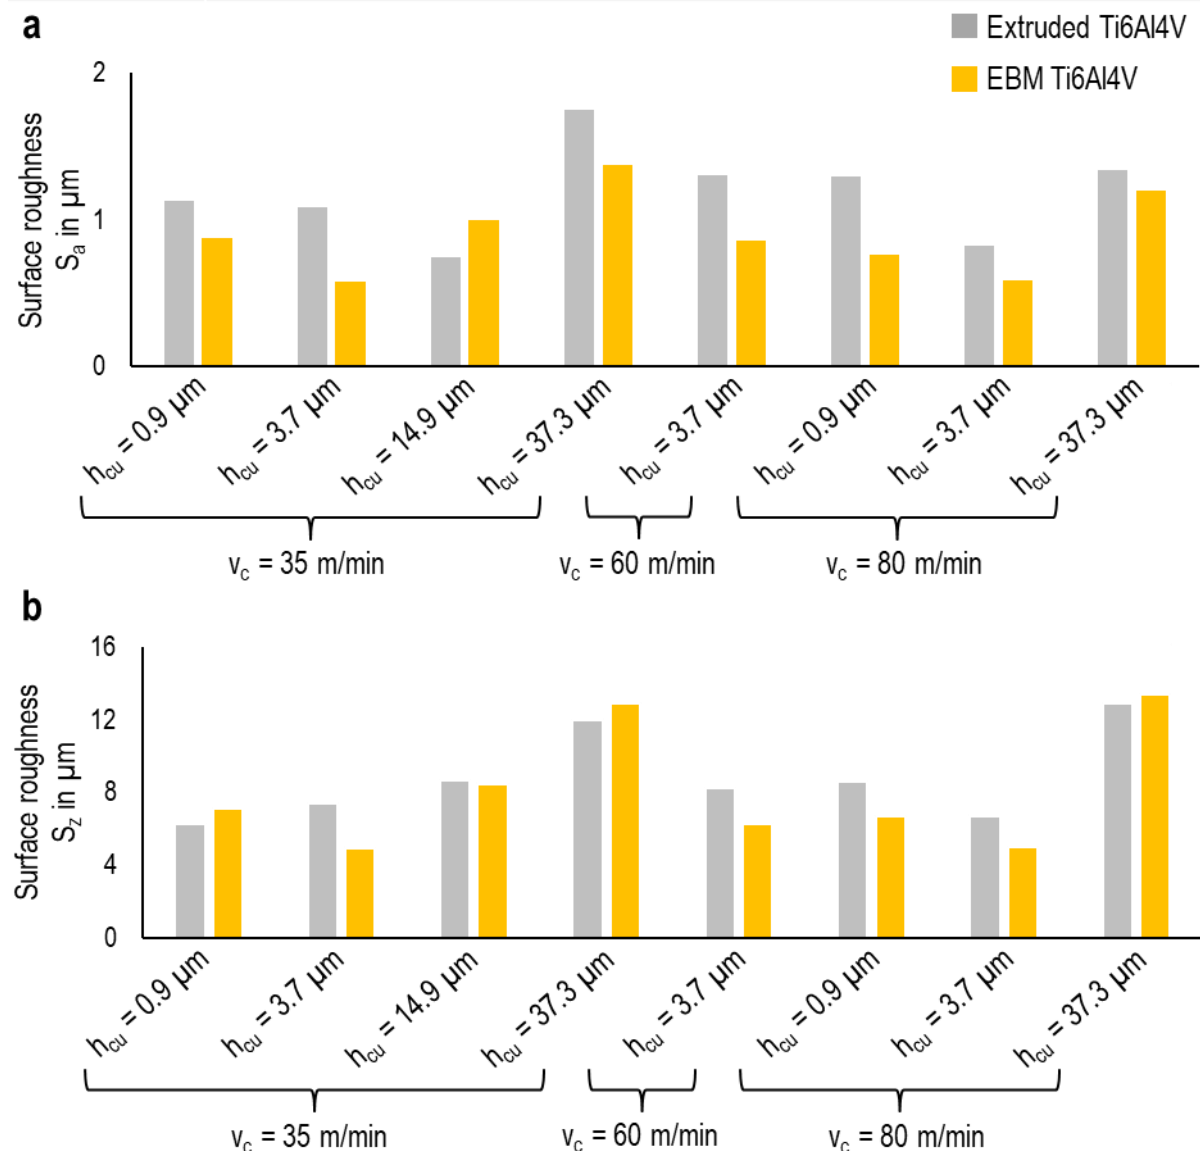 a
Extruded Ti6Al4V
EBM Ti6Al4V
Surface roughness
Sa in µm
2
1
0
hcu = 0.9 µm
hcu = 3.7 µm
hcu = 14.9 µm
hcu = 37.3 µm
hcu = 3.7 µm
hcu = 0.9 µm
hcu = 3.7 µm
hcu = 37.3 µm
vc = 35 m/min
vc = 60 m/min
vc = 80 m/min
b
Surface roughness
Sz in µm
16
12
8
4
0
hcu = 0.9 µm
hcu = 3.7 µm
hcu = 14.9 µm
hcu = 37.3 µm
hcu = 3.7 µm
hcu = 0.9 µm
hcu = 3.7 µm
hcu = 37.3 µm
vc = 35 m/min
vc = 60 m/min
vc = 80 m/min